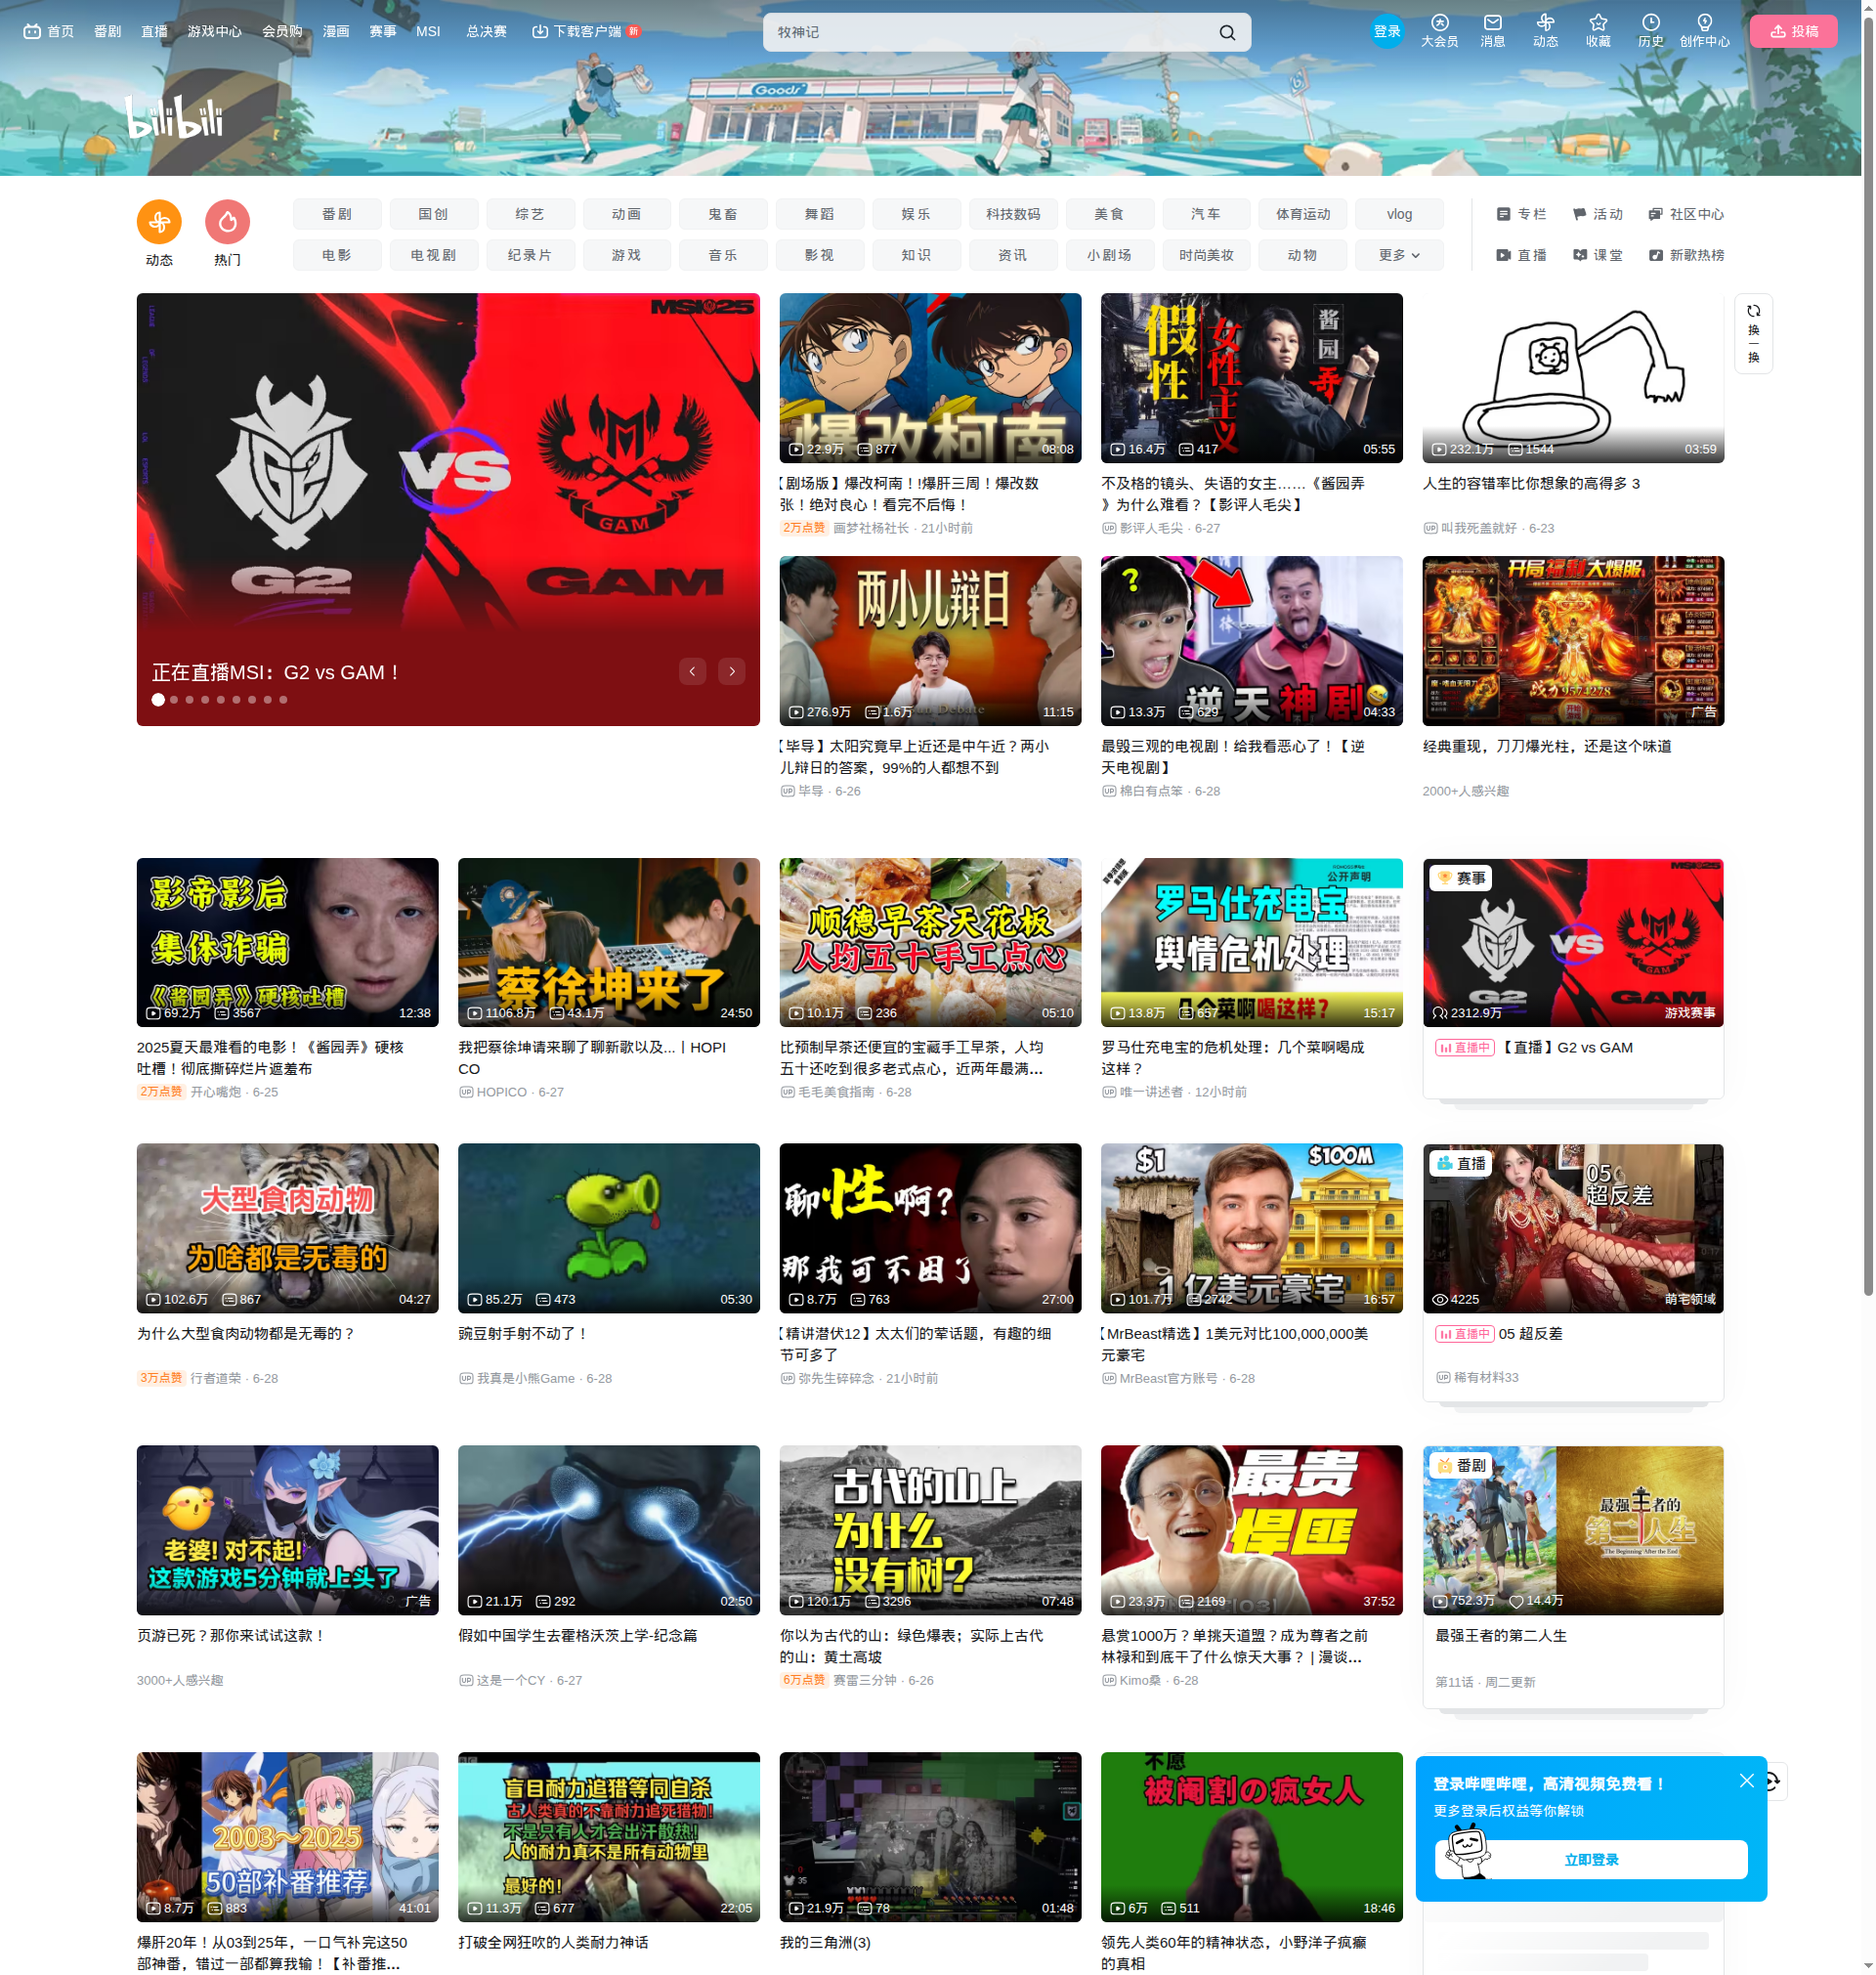 首页 番剧 直播 游戏中心 会员购 漫画 赛事 MSI 总决赛 下载客户端 新
牧神记
登录 大会员 消息 动态 收藏 历史 创作中心 投稿
Goods
bilibili
动态 热门
番剧 国创 综艺 动画 鬼畜 舞蹈 娱乐 科技数码 美食 汽车 体育运动 vlog
电影 电视剧 纪录片 游戏 音乐 影视 知识 资讯 小剧场 时尚美妆 动物 更多
专栏 活动 社区中心
直播 课堂 新歌热榜
MSI 25
VS
G2
GAM
GAM
正在直播MSI：G2 vs GAM！
爆改柯南
22.9万 877 08:08
【剧场版】爆改柯南！!爆肝三周！爆改数
张！绝对良心！看完不后悔！
2万点赞 画梦社杨社长 · 21小时前
假性
女性主义
酱园弄
16.4万 417 05:55
不及格的镜头、失语的女主……《酱园弄
》为什么难看？【影评人毛尖】
影评人毛尖 · 6-27
232.1万 1544 03:59
人生的容错率比你想象的高得多 3
叫我死盖就好 · 6-23
换一换
两小儿辩日
276.9万 1.6万 11:15
【毕导】太阳究竟早上近还是中午近？两小
儿辩日的答案，99%的人都想不到
毕导 · 6-26
?
逆天神剧
13.3万 629 04:33
最毁三观的电视剧！给我看恶心了！【逆
天电视剧】
棉白有点笨 · 6-28
开局福利大爆服
战力9574278
开始游戏
广告
经典重现，刀刀爆光柱，还是这个味道
2000+人感兴趣
影帝影后
集体诈骗
《酱园弄》硬核吐槽
69.2万 3567 12:38
2025夏天最难看的电影！《酱园弄》硬核
吐槽！彻底撕碎烂片遮羞布
2万点赞 开心嘴炮 · 6-25
蔡徐坤来了
1106.8万 43.1万 24:50
我把蔡徐坤请来聊了聊新歌以及...丨HOPI
CO
HOPICO · 6-27
顺德早茶天花板
人均五十手工点心
10.1万 236 05:10
比预制早茶还便宜的宝藏手工早茶，人均
五十还吃到很多老式点心，近两年最满...
毛毛美食指南 · 6-28
公开声明
罗马仕充电宝
舆情危机处理
几个菜啊喝这样?
13.8万 657 15:17
罗马仕充电宝的危机处理：几个菜啊喝成
这样？
唯一讲述者 · 12小时前
赛事
MSI 25
VS
G2 GAM
2312.9万 游戏赛事
直播中 【直播】G2 vs GAM
大型食肉动物
为啥都是无毒的
102.6万 867 04:27
为什么大型食肉动物都是无毒的？
3万点赞 行者道荣 · 6-28
85.2万 473 05:30
豌豆射手射不动了！
我真是小熊Game · 6-28
聊性啊?
那我可不困了
8.7万 763 27:00
【精讲潜伏12】太太们的荤话题，有趣的细
节可多了
弥先生碎碎念 · 21小时前
$1 $100M
1亿美元豪宅
101.7万 2742 16:57
【MrBeast精选】1美元对比100,000,000美
元豪宅
MrBeast官方账号 · 6-28
直播
05
超反差
4225 萌宅领域
直播中 05 超反差
稀有材料33
老婆! 对不起!
这款游戏5分钟就上头了
广告
页游已死？那你来试试这款！
3000+人感兴趣
21.1万 292 02:50
假如中国学生去霍格沃茨上学-纪念篇
这是一个CY · 6-27
古代的山上
为什么
没有树?
120.1万 3296 07:48
你以为古代的山：绿色爆表；实际上古代
的山：黄土高坡
6万点赞 赛雷三分钟 · 6-26
最贵
悍匪
23.3万 2169 37:52
悬赏1000万？单挑天道盟？成为尊者之前
林禄和到底干了什么惊天大事？ | 漫谈...
Kimo桑 · 6-28
番剧
最强王者的
第二人生
The Beginning After the End
752.3万 14.4万
最强王者的第二人生
第11话 · 周二更新
2003～2025
50部补番推荐
8.7万 883 41:01
爆肝20年！从03到25年，一口气补完这50
部神番，错过一部都算我输！【补番推...
盲目耐力追猎等同自杀
古人类真的不靠耐力追死猎物!
不是只有人才会出汗散热!
人的耐力真不是所有动物里
最好的!
11.3万 677 22:05
打破全网狂吹的人类耐力神话
21.9万 78 01:48
我的三角洲(3)
不愿
被阉割の疯女人
6万 511 18:46
领先人类60年的精神状态，小野洋子疯癫
的真相
登录哔哩哔哩，高清视频免费看！
更多登录后权益等你解锁
立即登录